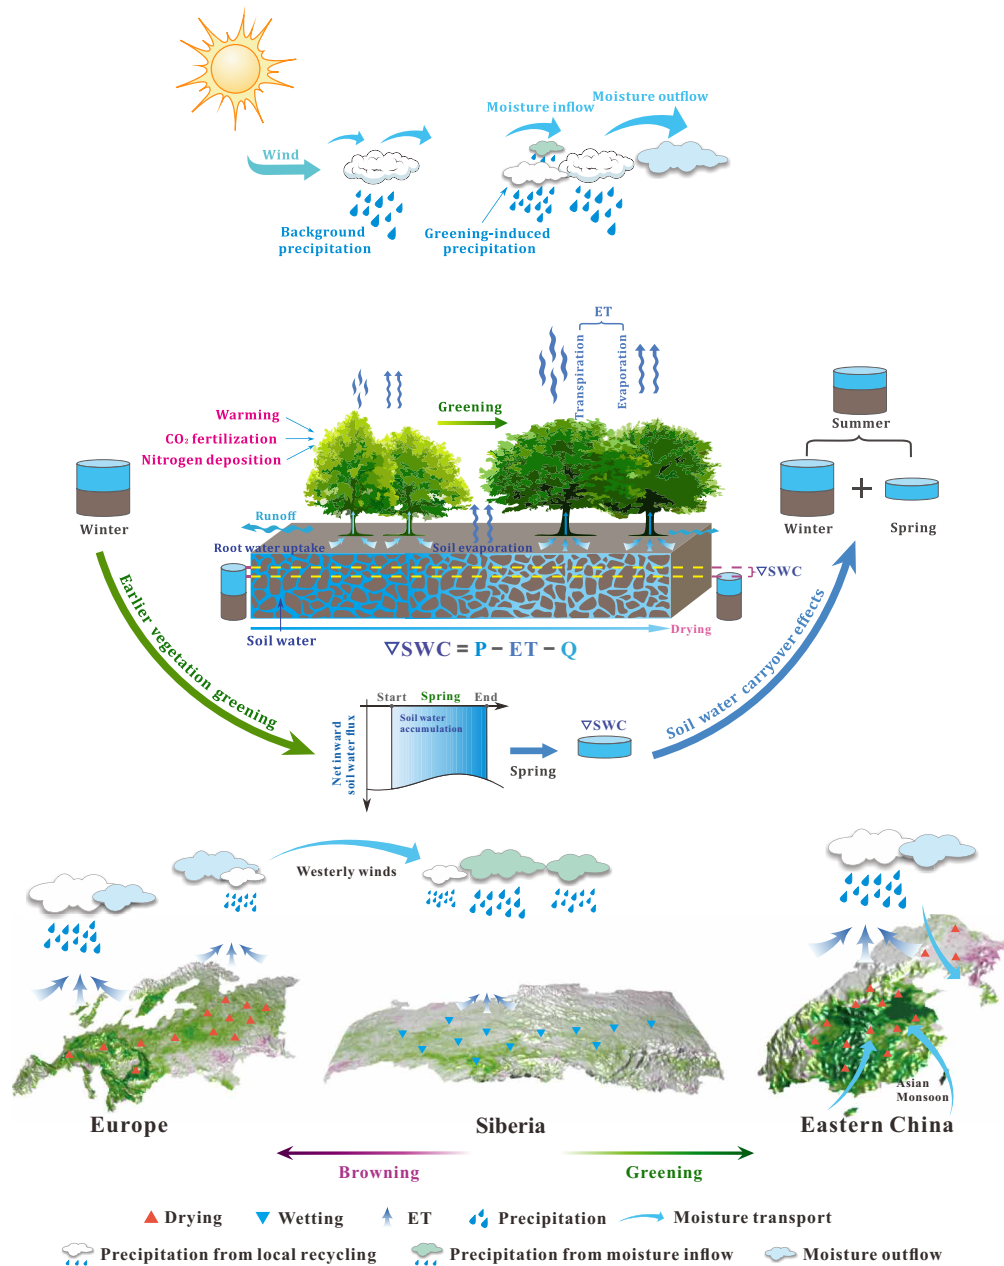 Moisture outflow
Moisture inflow
Wind
Background
precipitation
Greening-induced
precipitation
ET
Transpiration
Evaporation
Greening
Warming
CO₂ fertilization
Nitrogen deposition
Summer
Winter
Winter
Spring
Runoff
Root water uptake
Soil evaporation
▽SWC
Soil water
Drying
▽SWC = P − ET − Q
Earlier vegetation greening
Soil water carryover effects
Start
Spring
End
Soil water
accumulation
Net inward
soil water flux
Spring
▽SWC
Westerly winds
Asian
Monsoon
Europe
Siberia
Eastern China
Browning
Greening
Drying
Wetting
ET
Precipitation
Moisture transport
Precipitation from local recycling
Precipitation from moisture inflow
Moisture outflow